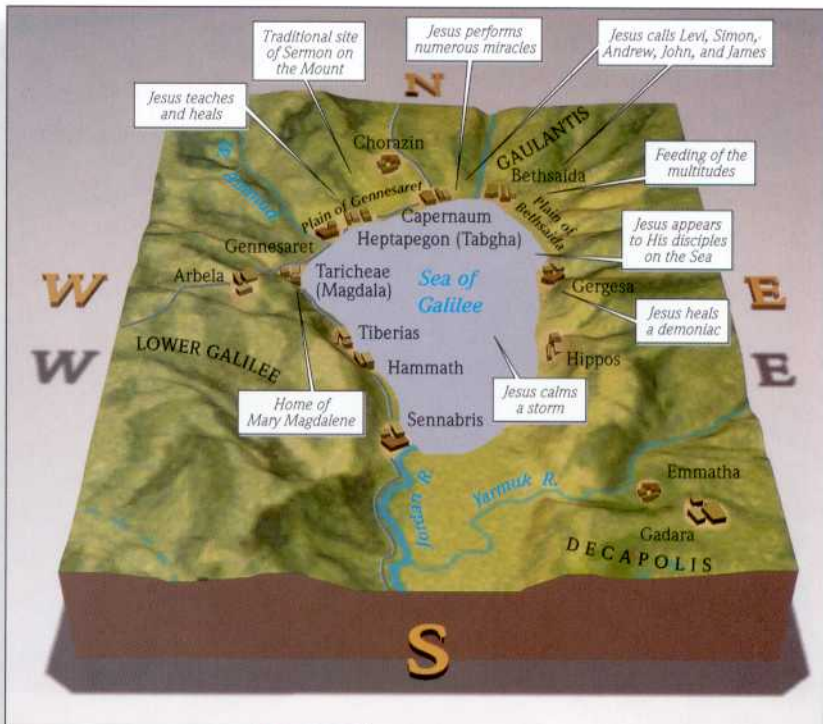 Traditional site
of Sermon on
the Mount
Jesus performs
numerous miracles
Jesus calls Levi, Simon,
Andrew, John, and James
Jesus teaches
and heals
N
Chorazin
GAULANTIS
Bethsaida
Feeding of the
multitudes
Plain of Gennesaret
Plain of
Bethsaida
Capernaum
Heptapegon (Tabgha)
Jesus appears
to His disciples
on the Sea
Gennesaret
Arbela
Taricheae
(Magdala)
Sea of
Galilee
Gergesa
W
E
Jesus heals
a demoniac
Tiberias
LOWER GALILEE
Hammath
Hippos
W
E
Jesus calms
a storm
Home of
Mary Magdalene
Sennabris
Emmatha
Jordan R.
Yarmuk R.
Gadara
DECAPOLIS
S